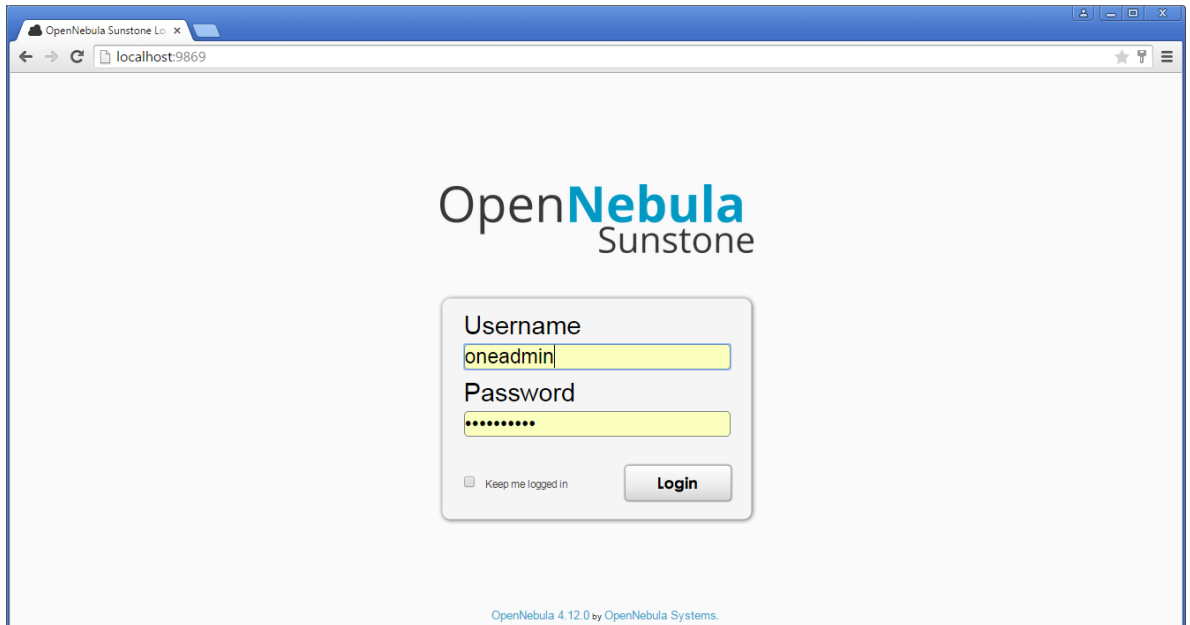 OpenNebula Sunstone Lo
localhost:9869
OpenNebula
Sunstone
Username
oneadmin
Password
••••••••••
Keep me logged in
Login
OpenNebula 4.12.0 by OpenNebula Systems.